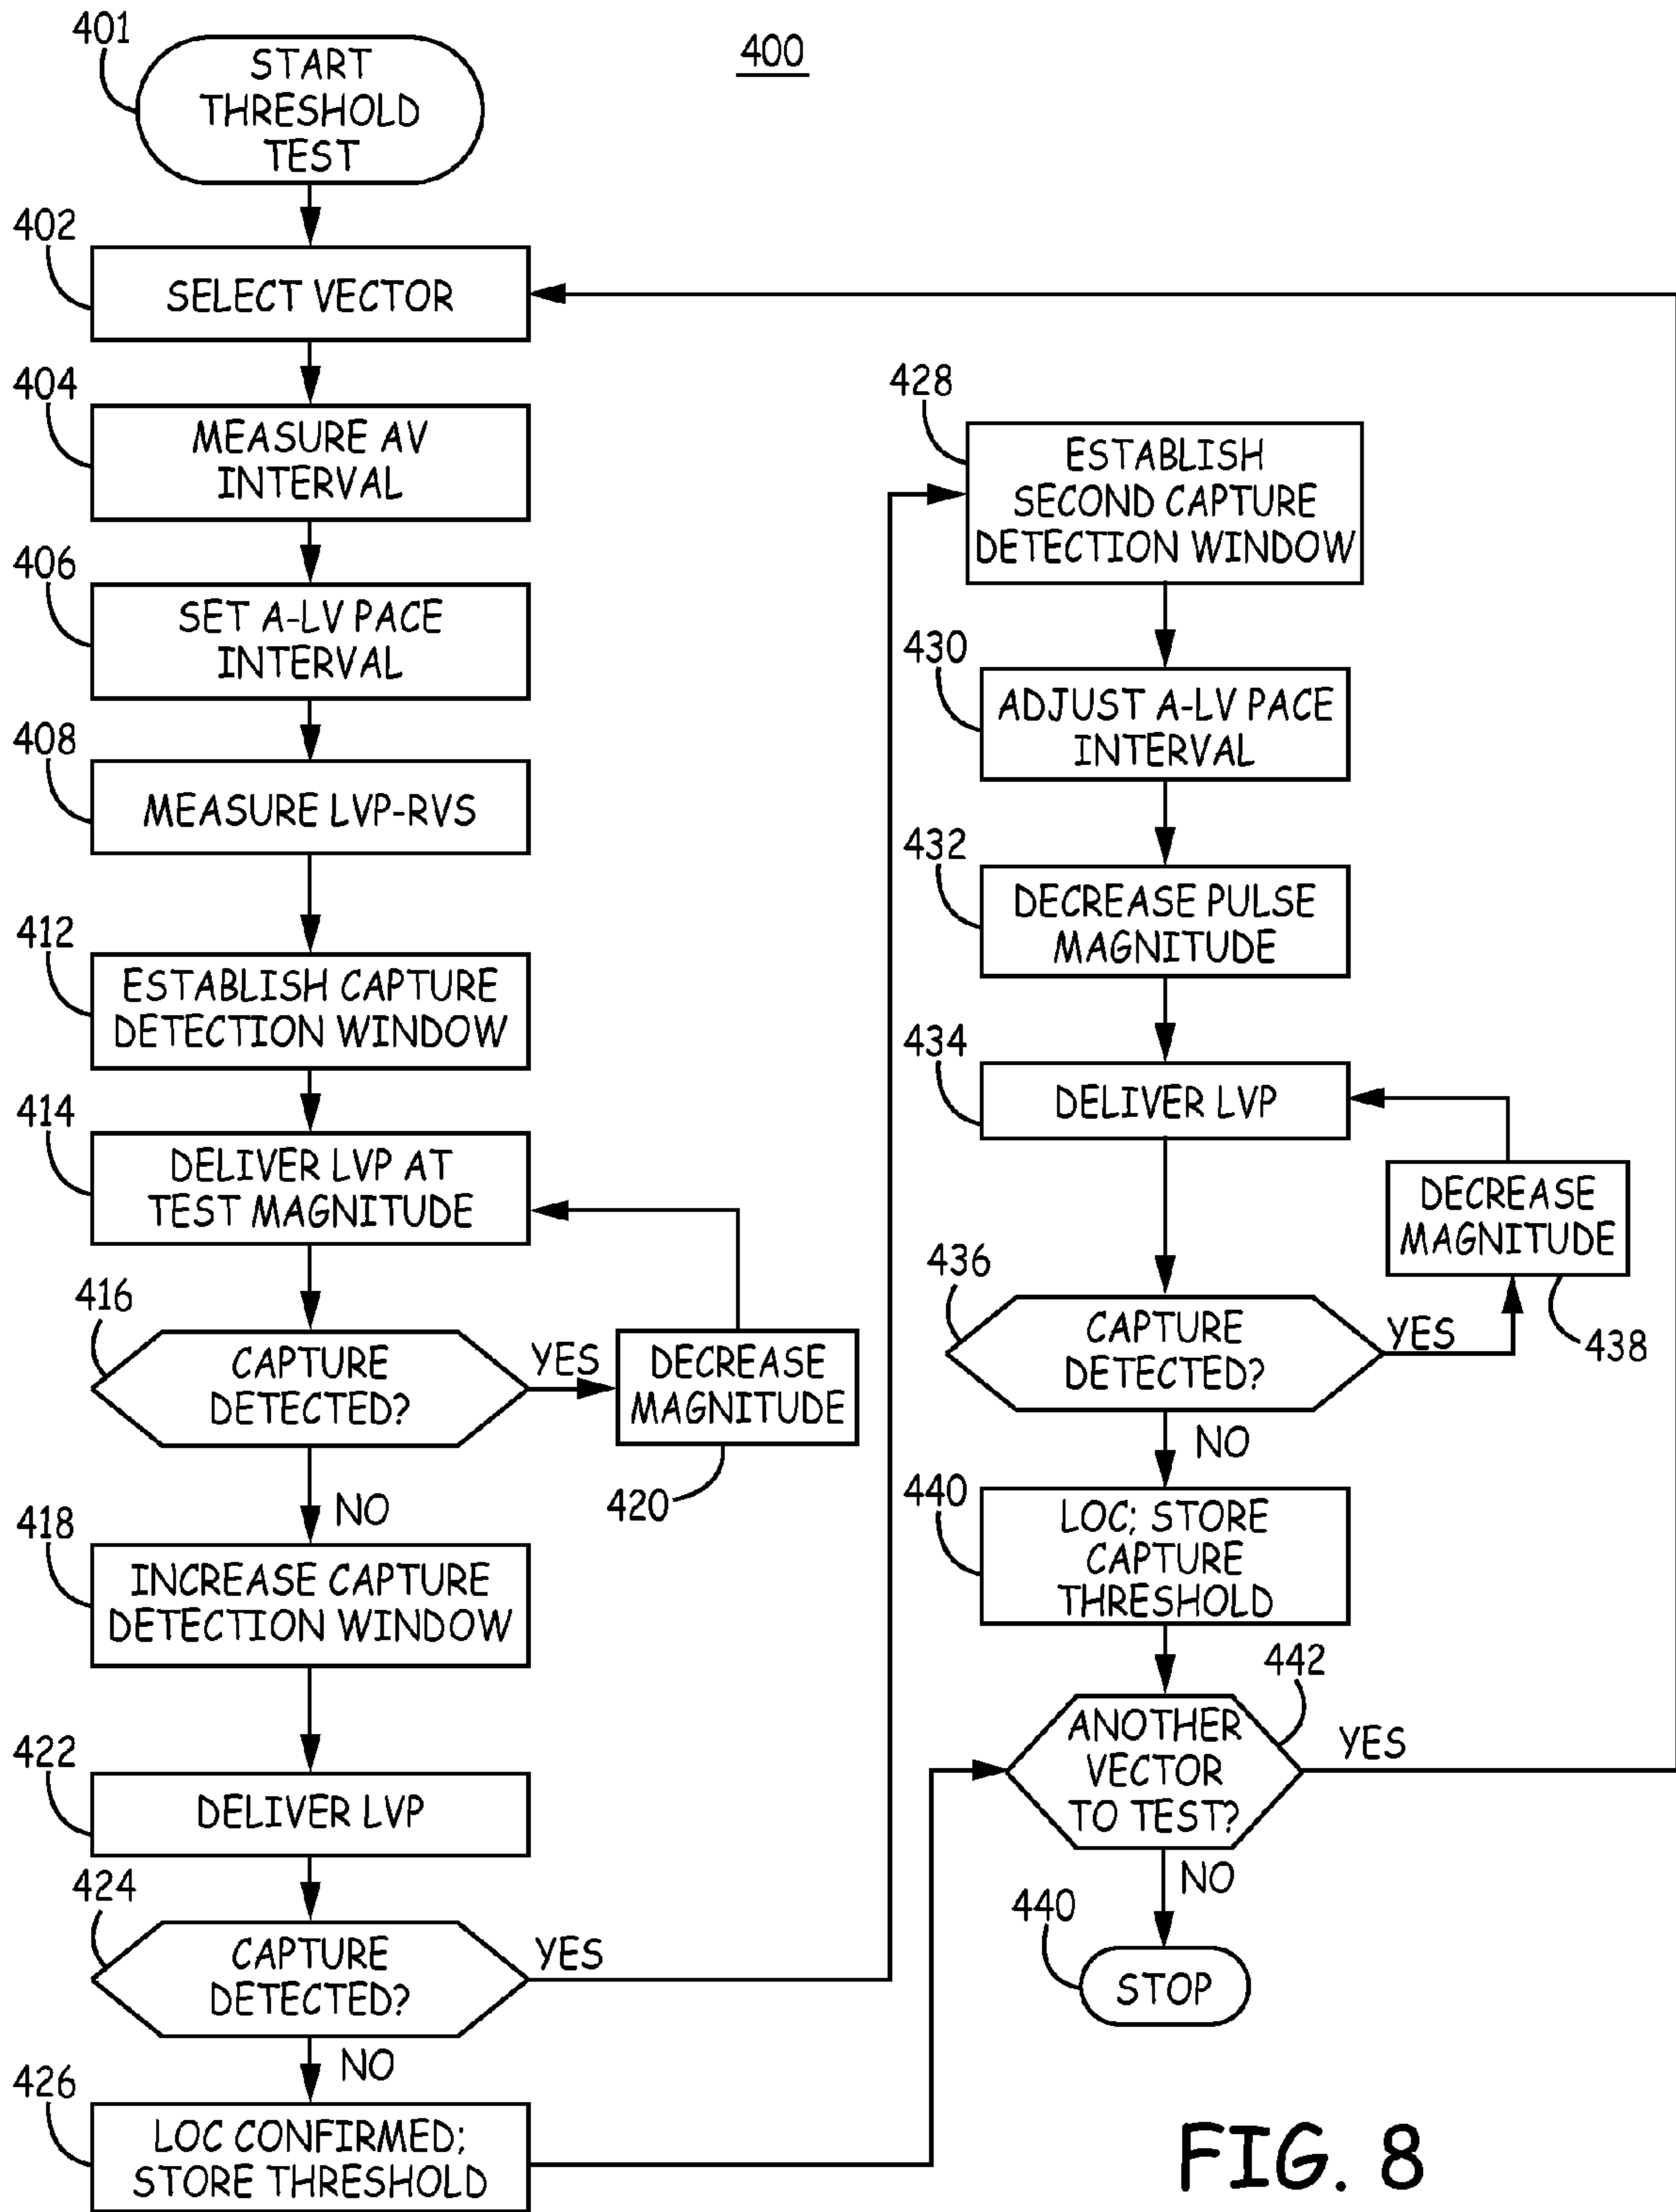 400
401
START
THRESHOLD
TEST
402
SELECT VECTOR
404
MEASURE AV
INTERVAL
406
SET A-LV PACE
INTERVAL
408
MEASURE LVP-RVS
412
ESTABLISH CAPTURE
DETECTION WINDOW
414
DELIVER LVP AT
TEST MAGNITUDE
416
CAPTURE
DETECTED?
YES
DECREASE
MAGNITUDE
420
NO
418
INCREASE CAPTURE
DETECTION WINDOW
422
DELIVER LVP
424
CAPTURE
DETECTED?
YES
NO
426
LOC CONFIRMED;
STORE THRESHOLD
428
ESTABLISH
SECOND CAPTURE
DETECTION WINDOW
430
ADJUST A-LV PACE
INTERVAL
432
DECREASE PULSE
MAGNITUDE
434
DELIVER LVP
DECREASE
MAGNITUDE
438
436
CAPTURE
DETECTED?
YES
NO
440
LOC; STORE
CAPTURE
THRESHOLD
442
ANOTHER
VECTOR
TO TEST?
YES
NO
440
STOP
FIG. 8